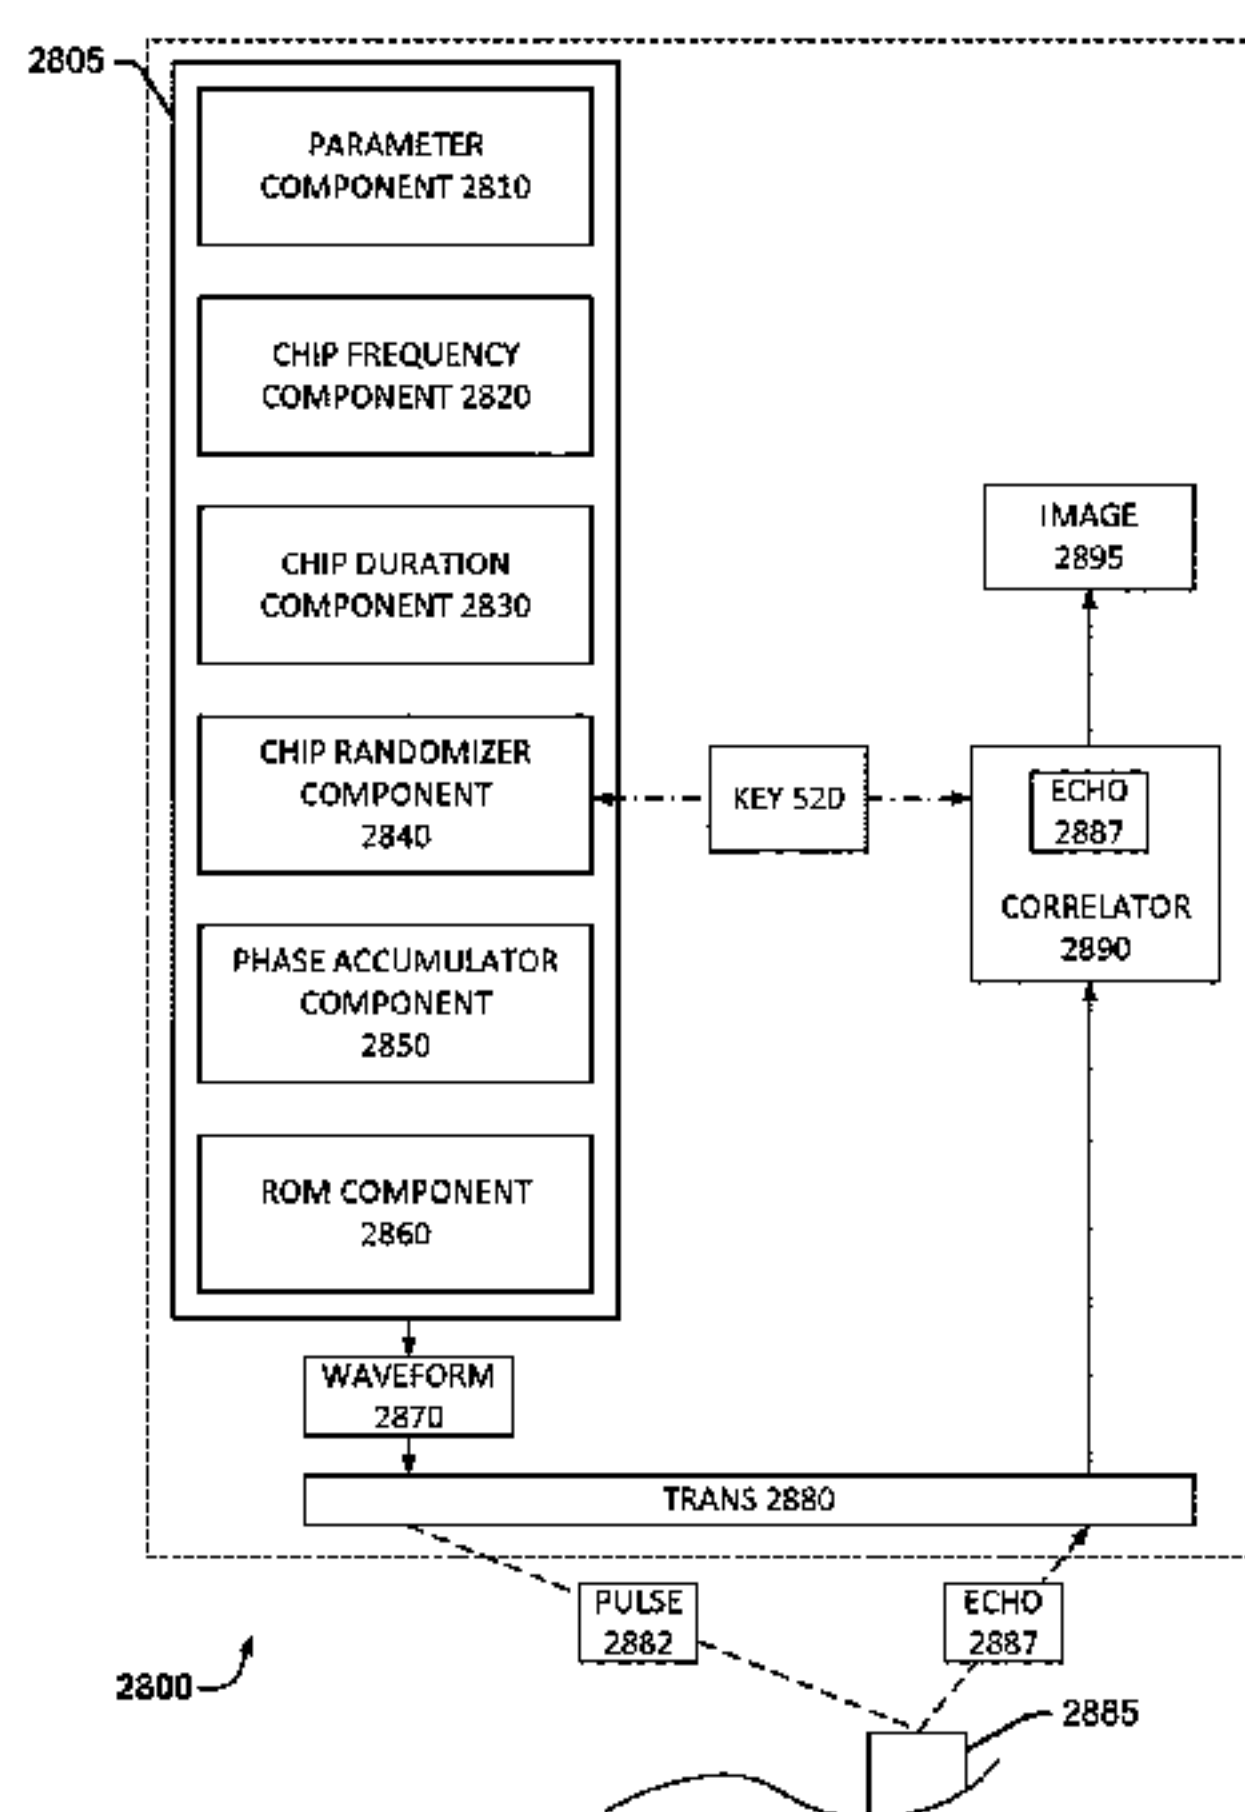 2805
PARAMETER
COMPONENT 2810
CHIP FREQUENCY
COMPONENT 2820
CHIP DURATION
COMPONENT 2830
IMAGE
2895
CHIP RANDOMIZER
COMPONENT
2840
KEY 520
ECHO
2887
CORRELATOR
2890
PHASE ACCUMULATOR
COMPONENT
2850
ROM COMPONENT
2860
WAVEFORM
2870
TRANS 2880
PULSE
2882
ECHO
2887
2800
2885